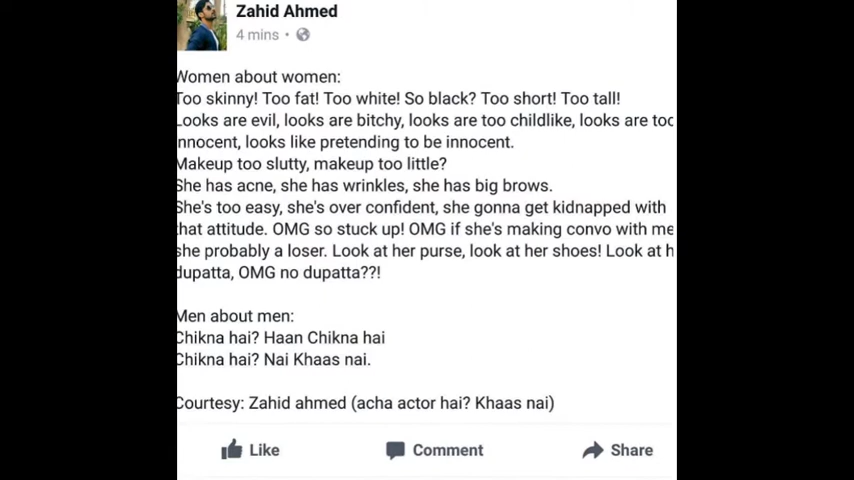 Zahid Ahmed
4 mins ·
Women about women:
Too skinny! Too fat! Too white! So black? Too short! Too tall!
Looks are evil, looks are bitchy, looks are too childlike, looks are too
innocent, looks like pretending to be innocent.
Makeup too slutty, makeup too little?
She has acne, she has wrinkles, she has big brows.
She's too easy, she's over confident, she gonna get kidnapped with
that attitude. OMG so stuck up! OMG if she's making convo with me
she probably a loser. Look at her purse, look at her shoes! Look at h
dupatta, OMG no dupatta??!
Men about men:
Chikna hai? Haan Chikna hai
Chikna hai? Nai Khaas nai.
Courtesy: Zahid ahmed (acha actor hai? Khaas nai)
Like Comment Share